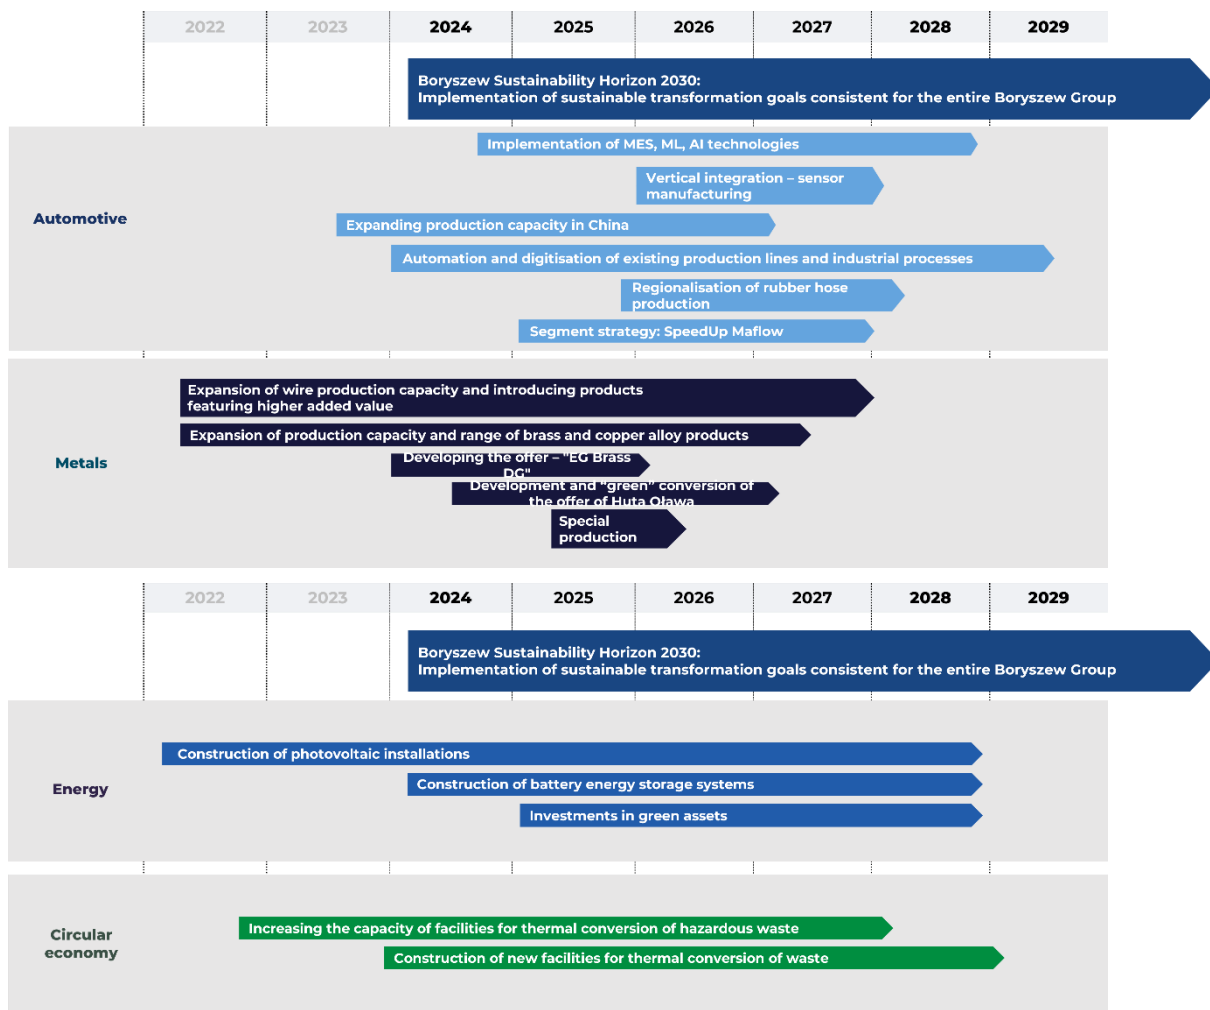 2022 2023 2024 2025 2026 2027 2028 2029
Boryszew Sustainability Horizon 2030:
Implementation of sustainable transformation goals consistent for the entire Boryszew Group
Automotive
Implementation of MES, ML, AI technologies
Vertical integration – sensor
manufacturing
Expanding production capacity in China
Automation and digitisation of existing production lines and industrial processes
Regionalisation of rubber hose
production
Segment strategy: SpeedUp Maflow
Metals
Expansion of wire production capacity and introducing products
featuring higher added value
Expansion of production capacity and range of brass and copper alloy products
Developing the offer – "EG Brass
DG"
Development and "green" conversion of
the offer of Huta Oława
Special
production
2022 2023 2024 2025 2026 2027 2028 2029
Boryszew Sustainability Horizon 2030:
Implementation of sustainable transformation goals consistent for the entire Boryszew Group
Energy
Construction of photovoltaic installations
Construction of battery energy storage systems
Investments in green assets
Circular
economy
Increasing the capacity of facilities for thermal conversion of hazardous waste
Construction of new facilities for thermal conversion of waste